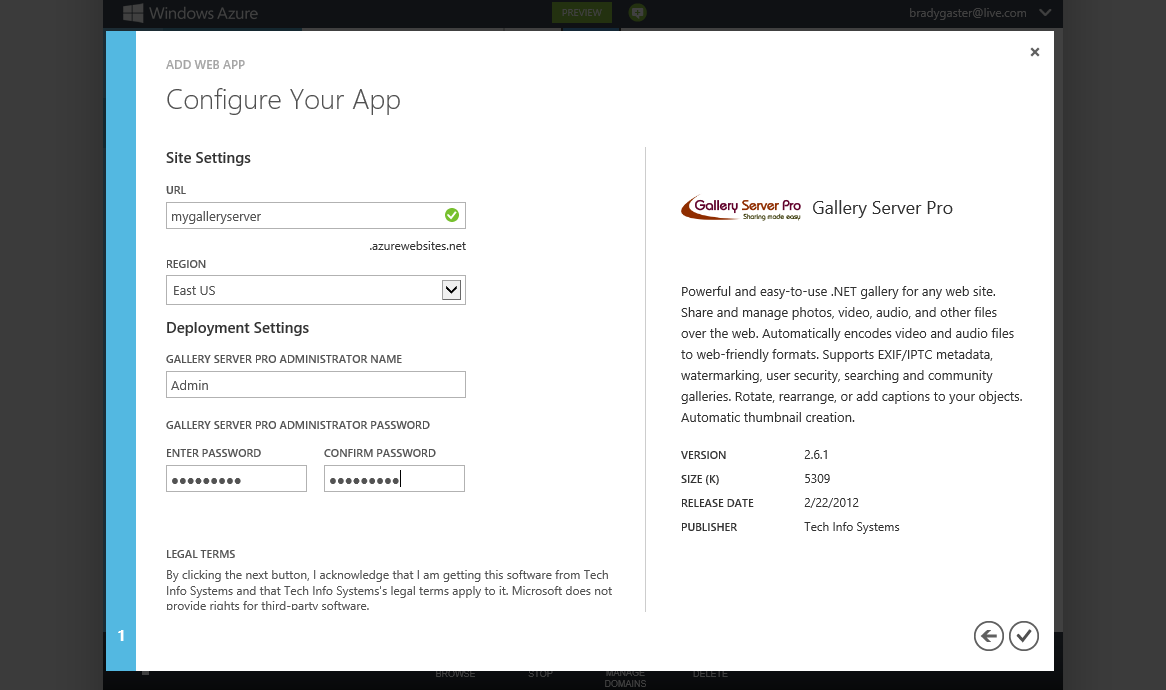 Windows Azure
PREVIEW
bradygaster@live.com
ADD WEB APP
Configure Your App
Site Settings
URL
mygalleryserver
.azurewebsites.net
REGION
East US
Deployment Settings
GALLERY SERVER PRO ADMINISTRATOR NAME
Admin
GALLERY SERVER PRO ADMINISTRATOR PASSWORD
ENTER PASSWORD
CONFIRM PASSWORD
●●●●●●●●●
●●●●●●●●●
LEGAL TERMS
By clicking the next button, I acknowledge that I am getting this software from Tech
Info Systems and that Tech Info Systems's legal terms apply to it. Microsoft does not
provide rights for third-party software.
Gallery Server Pro
Sharing made easy
Gallery Server Pro
Powerful and easy-to-use .NET gallery for any web site.
Share and manage photos, video, audio, and other files
over the web. Automatically encodes video and audio files
to web-friendly formats. Supports EXIF/IPTC metadata,
watermarking, user security, searching and community
galleries. Rotate, rearrange, or add captions to your objects.
Automatic thumbnail creation.
VERSION 2.6.1
SIZE (K) 5309
RELEASE DATE 2/22/2012
PUBLISHER Tech Info Systems
1
BROWSE
STOP
MANAGE
DOMAINS
DELETE